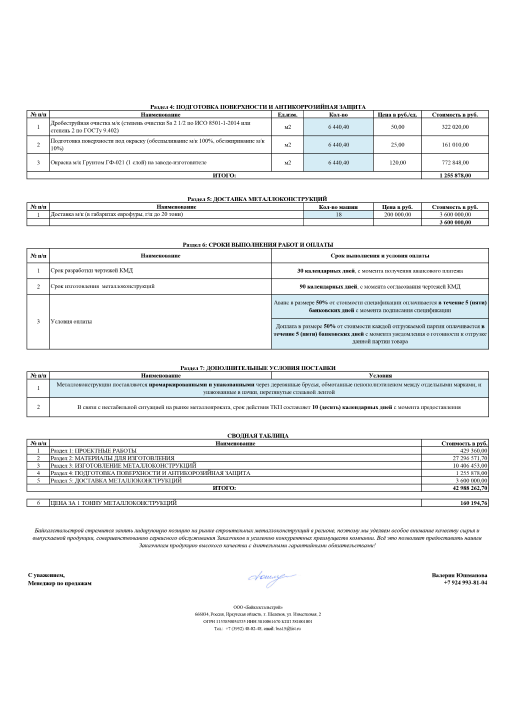 Раздел 4: ПОДГОТОВКА ПОВЕРХНОСТИ И АНТИКОРРОЗИЙНАЯ ЗАЩИТА
№ п/п Наименование Ед.изм. Кол-во Цена в руб./ед. Стоимость в руб.
1 Дробеструйная очистка м/к (степень очистки Sa 2 1/2 по ИСО 8501-1-2014 или
степень 2 по ГОСТу 9.402) м2 6 440,40 50,00 322 020,00
2 Подготовка поверхности под окраску (обеспыливание м/к 100%, обезжиривание м/к
10%) м2 6 440,40 25,00 161 010,00
3 Окраска м/к Грунтом ГФ-021 (1 слой) на заводе-изготовителе м2 6 440,40 120,00 772 848,00
ИТОГО: 1 255 878,00
Раздел 5: ДОСТАВКА МЕТАЛЛОКОНСТРУКЦИЙ
№ п/п Наименование Кол-во машин Цена в руб. Стоимость в руб.
1 Доставка м/к (в габаритах еврофуры, г/п до 20 тонн) 18 200 000,00 3 600 000,00
3 600 000,00
Раздел 6: СРОКИ ВЫПОЛНЕНИЯ РАБОТ И ОПЛАТЫ
№ п/п Наименование Срок выполнения и условия оплаты
1 Срок разработки чертежей КМД 30 календарных дней, с момента получения авансового платежа
2 Срок изготовления металлоконструкций 90 календарных дней, с момента согласования чертежей КМД
3 Условия оплаты
Аванс в размере 50% от стоимости спецификации оплачивается в течение 5 (пяти)
банковских дней с момента подписания спецификации
Доплата в размере 50% от стоимости каждой отгружаемой партии оплачивается в
течение 5 (пяти) банковских дней с момента уведомления о готовности к отгрузке
данной партии товара
Раздел 7: ДОПОЛНИТЕЛЬНЫЕ УСЛОВИЯ ПОСТАВКИ
№ п/п Наименование Условия
1 Металлоконструкции поставляются промаркированными и упакованными через деревянные брусья, обмотанные пенополиэтиленом между отдельными марками, и
упакованные в пачки, перетянутые стальной лентой
2 В связи с нестабильной ситуацией на рынке металлопроката, срок действия ТКП составляет 10 (десять) календарных дней с момента предоставления
СВОДНАЯ ТАБЛИЦА
№ п/п Наименование Стоимость в руб.
1 Раздел 1: ПРОЕКТНЫЕ РАБОТЫ 429 360,00
2 Раздел 2: МАТЕРИАЛЫ ДЛЯ ИЗГОТОВЛЕНИЯ 27 296 571,70
3 Раздел 3: ИЗГОТОВЛЕНИЕ МЕТАЛЛОКОНСТРУКЦИЙ 10 406 453,00
4 Раздел 4: ПОДГОТОВКА ПОВЕРХНОСТИ И АНТИКОРРОЗИЙНАЯ ЗАЩИТА 1 255 878,00
5 Раздел 5: ДОСТАВКА МЕТАЛЛОКОНСТРУКЦИЙ 3 600 000,00
ИТОГО: 42 988 262,70
6 ЦЕНА ЗА 1 ТОННУ МЕТАЛЛОКОНСТРУКЦИЙ 160 194,76
Байкалстальстрой стремится занять лидирующую позицию на рынке строительных металлоконструкций в регионе, поэтому мы уделяем особое внимание качеству сырья и
выпускаемой продукции, совершенствованию сервисного обслуживания Заказчиков и усилению конкурентных преимуществ компании. Всё это позволяет предоставить нашим
Заказчикам продукцию высокого качества с длительными гарантийными обязательствами!
С уважением, Валерия Юшманова
Менеджер по продажам +7 924 993-81-04
ООО «Байкалстальстрой»
666034, Россия, Иркутская область, г. Шелехов,